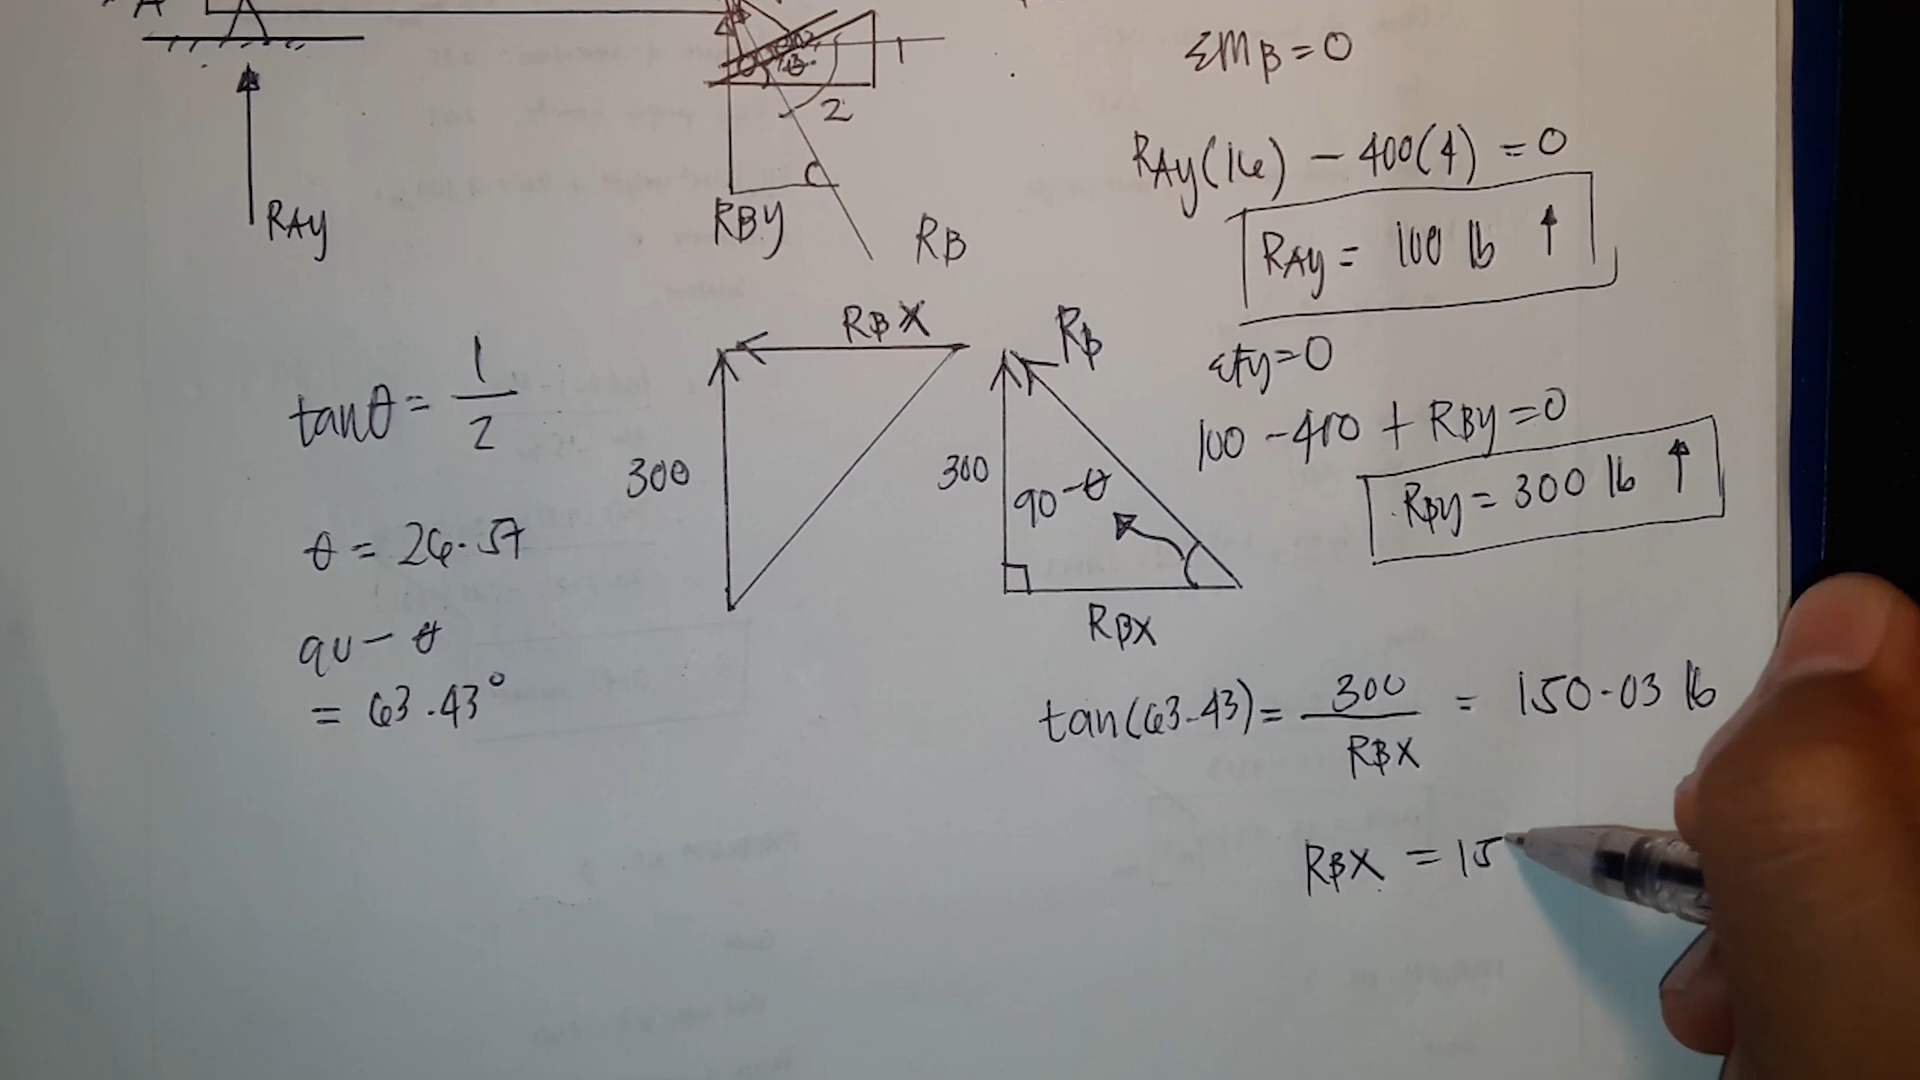 A
1
2
RAy
RBy
C
RB
ΣMB=0
RAy(16) - 400(4) = 0
RAy = 100 lb ↑
ΣFy=0
100 - 400 + RBy = 0
RBy = 300 lb ↑
tanθ = 1/2
θ = 26.57
90 - θ
= 63.43°
RBX
300
RB
300
90-θ
RBX
tan(63.43) = 300/RBX = 150.03 lb
RBX = 15